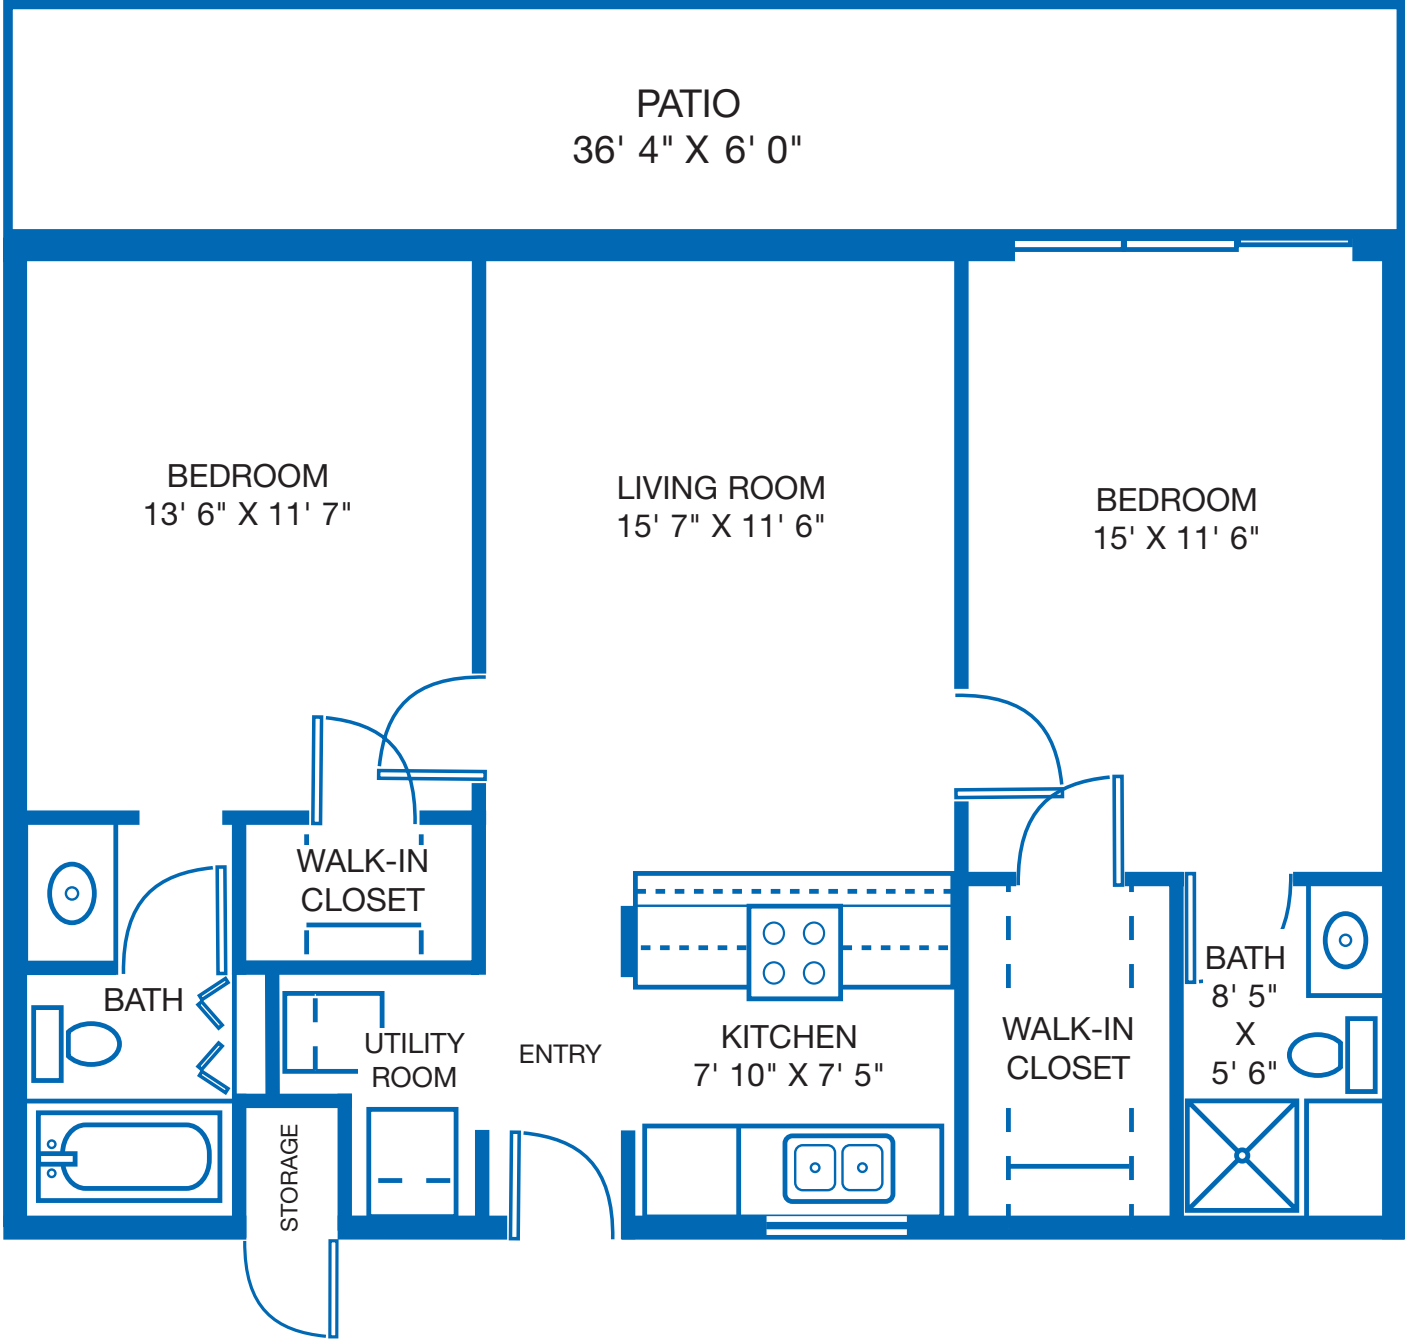 PATIO
36' 4" X 6' 0"
BEDROOM
13' 6" X 11' 7"
LIVING ROOM
15' 7" X 11' 6"
BEDROOM
15' X 11' 6"
WALK-IN
CLOSET
BATH
UTILITY
ROOM
ENTRY
KITCHEN
7' 10" X 7' 5"
WALK-IN
CLOSET
BATH
8' 5"
X
5' 6"
STORAGE